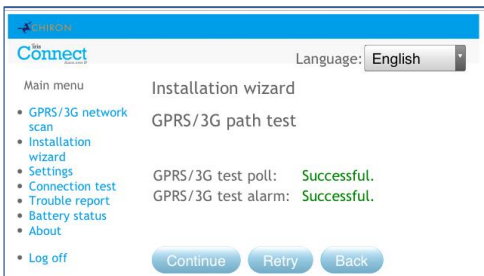 CHIRON
Iris
Connect
Language: English
Main menu
GPRS/3G network
scan
Installation
wizard
Settings
Connection test
Trouble report
Battery status
About
Log off
Installation wizard
GPRS/3G path test
GPRS/3G test poll: Successful.
GPRS/3G test alarm: Successful.
Continue Retry Back